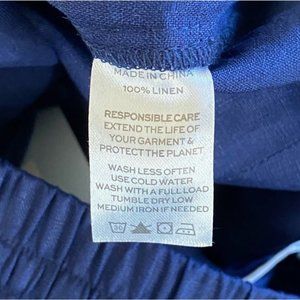 MADE IN CHINA
100% LINEN
RESPONSIBLE CARE
EXTEND THE LIFE OF
YOUR GARMENT &
PROTECT THE PLANET
WASH LESS OFTEN
USE COLD WATER
WASH WITH A FULL LOAD
TUMBLE DRY LOW
MEDIUM IRON IF NEEDED
30